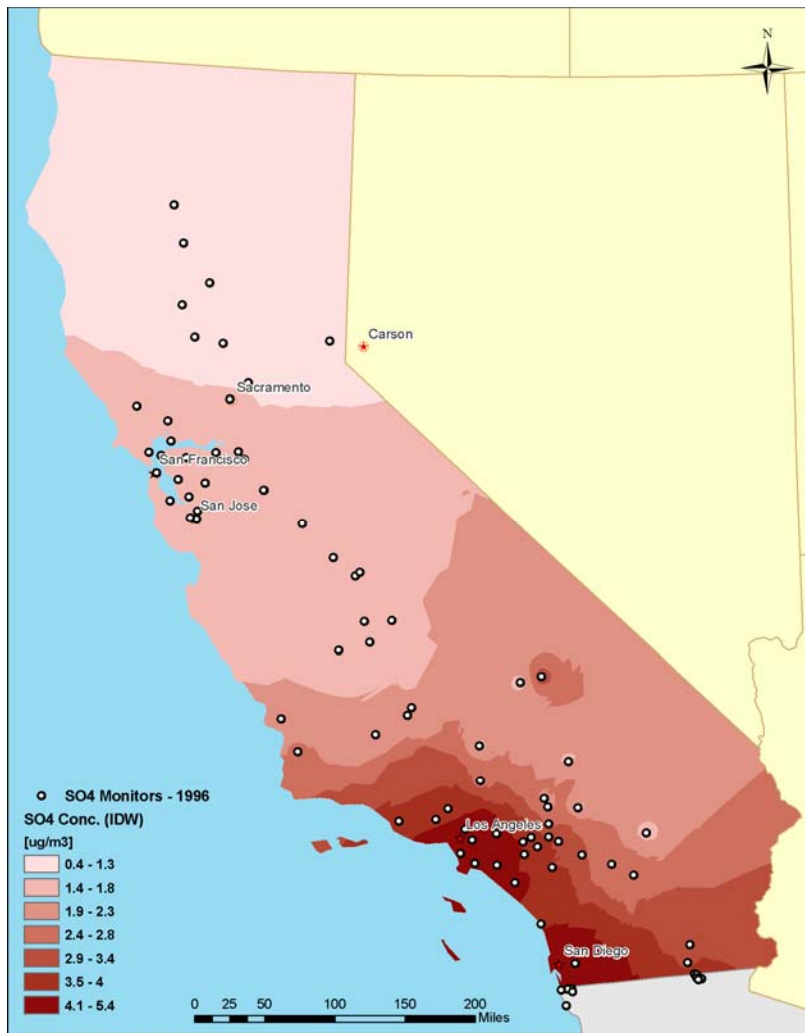 N
Carson
Sacramento
San Francisco
San Jose
Los Angeles
San Diego
SO4 Monitors - 1996
SO4 Conc. (IDW)
[ug/m3]
0.4 - 1.3
1.4 - 1.8
1.9 - 2.3
2.4 - 2.8
2.9 - 3.4
3.5 - 4
4.1 - 5.4
0 25 50 100 150 200
Miles